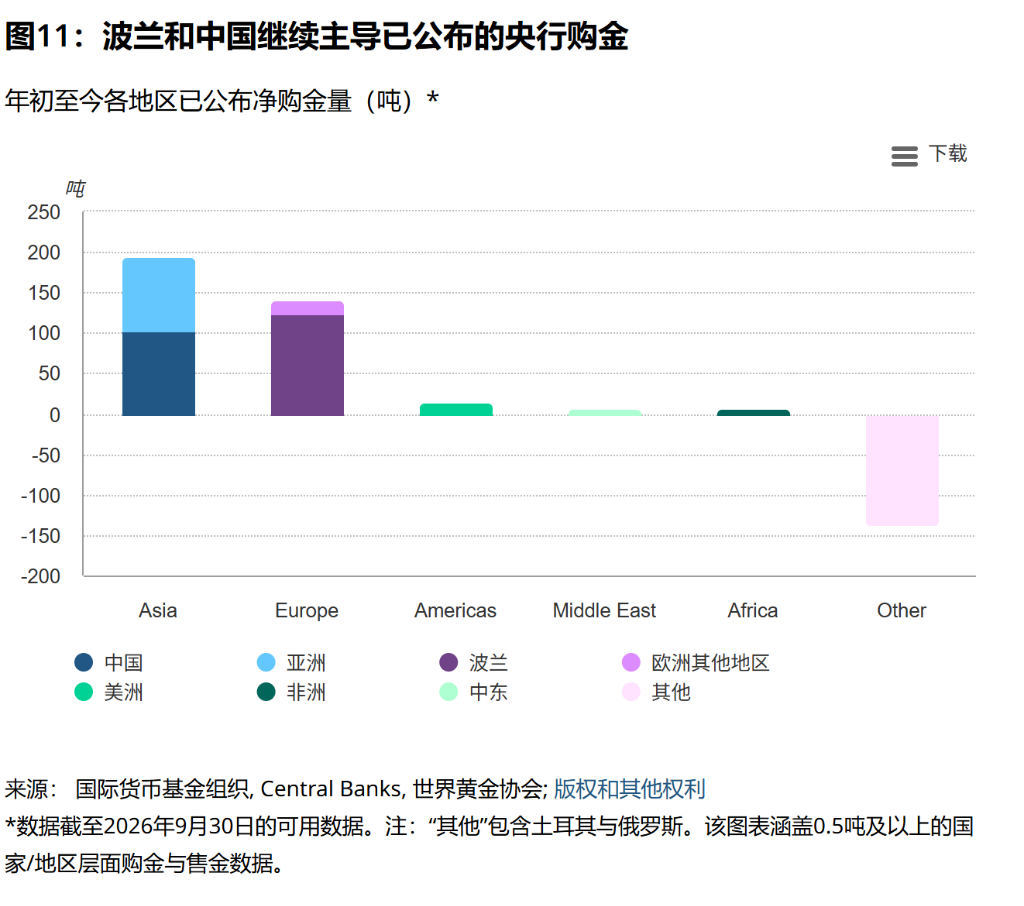 图11：波兰和中国继续主导已公布的央行购金
年初至今各地区已公布净购金量（吨）*
下载
吨
250
200
150
100
50
0
-50
-100
-150
-200
Asia
Europe
Americas
Middle East
Africa
Other
中国
亚洲
波兰
欧洲其他地区
美洲
非洲
中东
其他
来源： 国际货币基金组织, Central Banks, 世界黄金协会; 版权和其他权利
*数据截至2026年9月30日的可用数据。注：“其他”包含土耳其与俄罗斯。该图表涵盖0.5吨及以上的国
家/地区层面购金与售金数据。